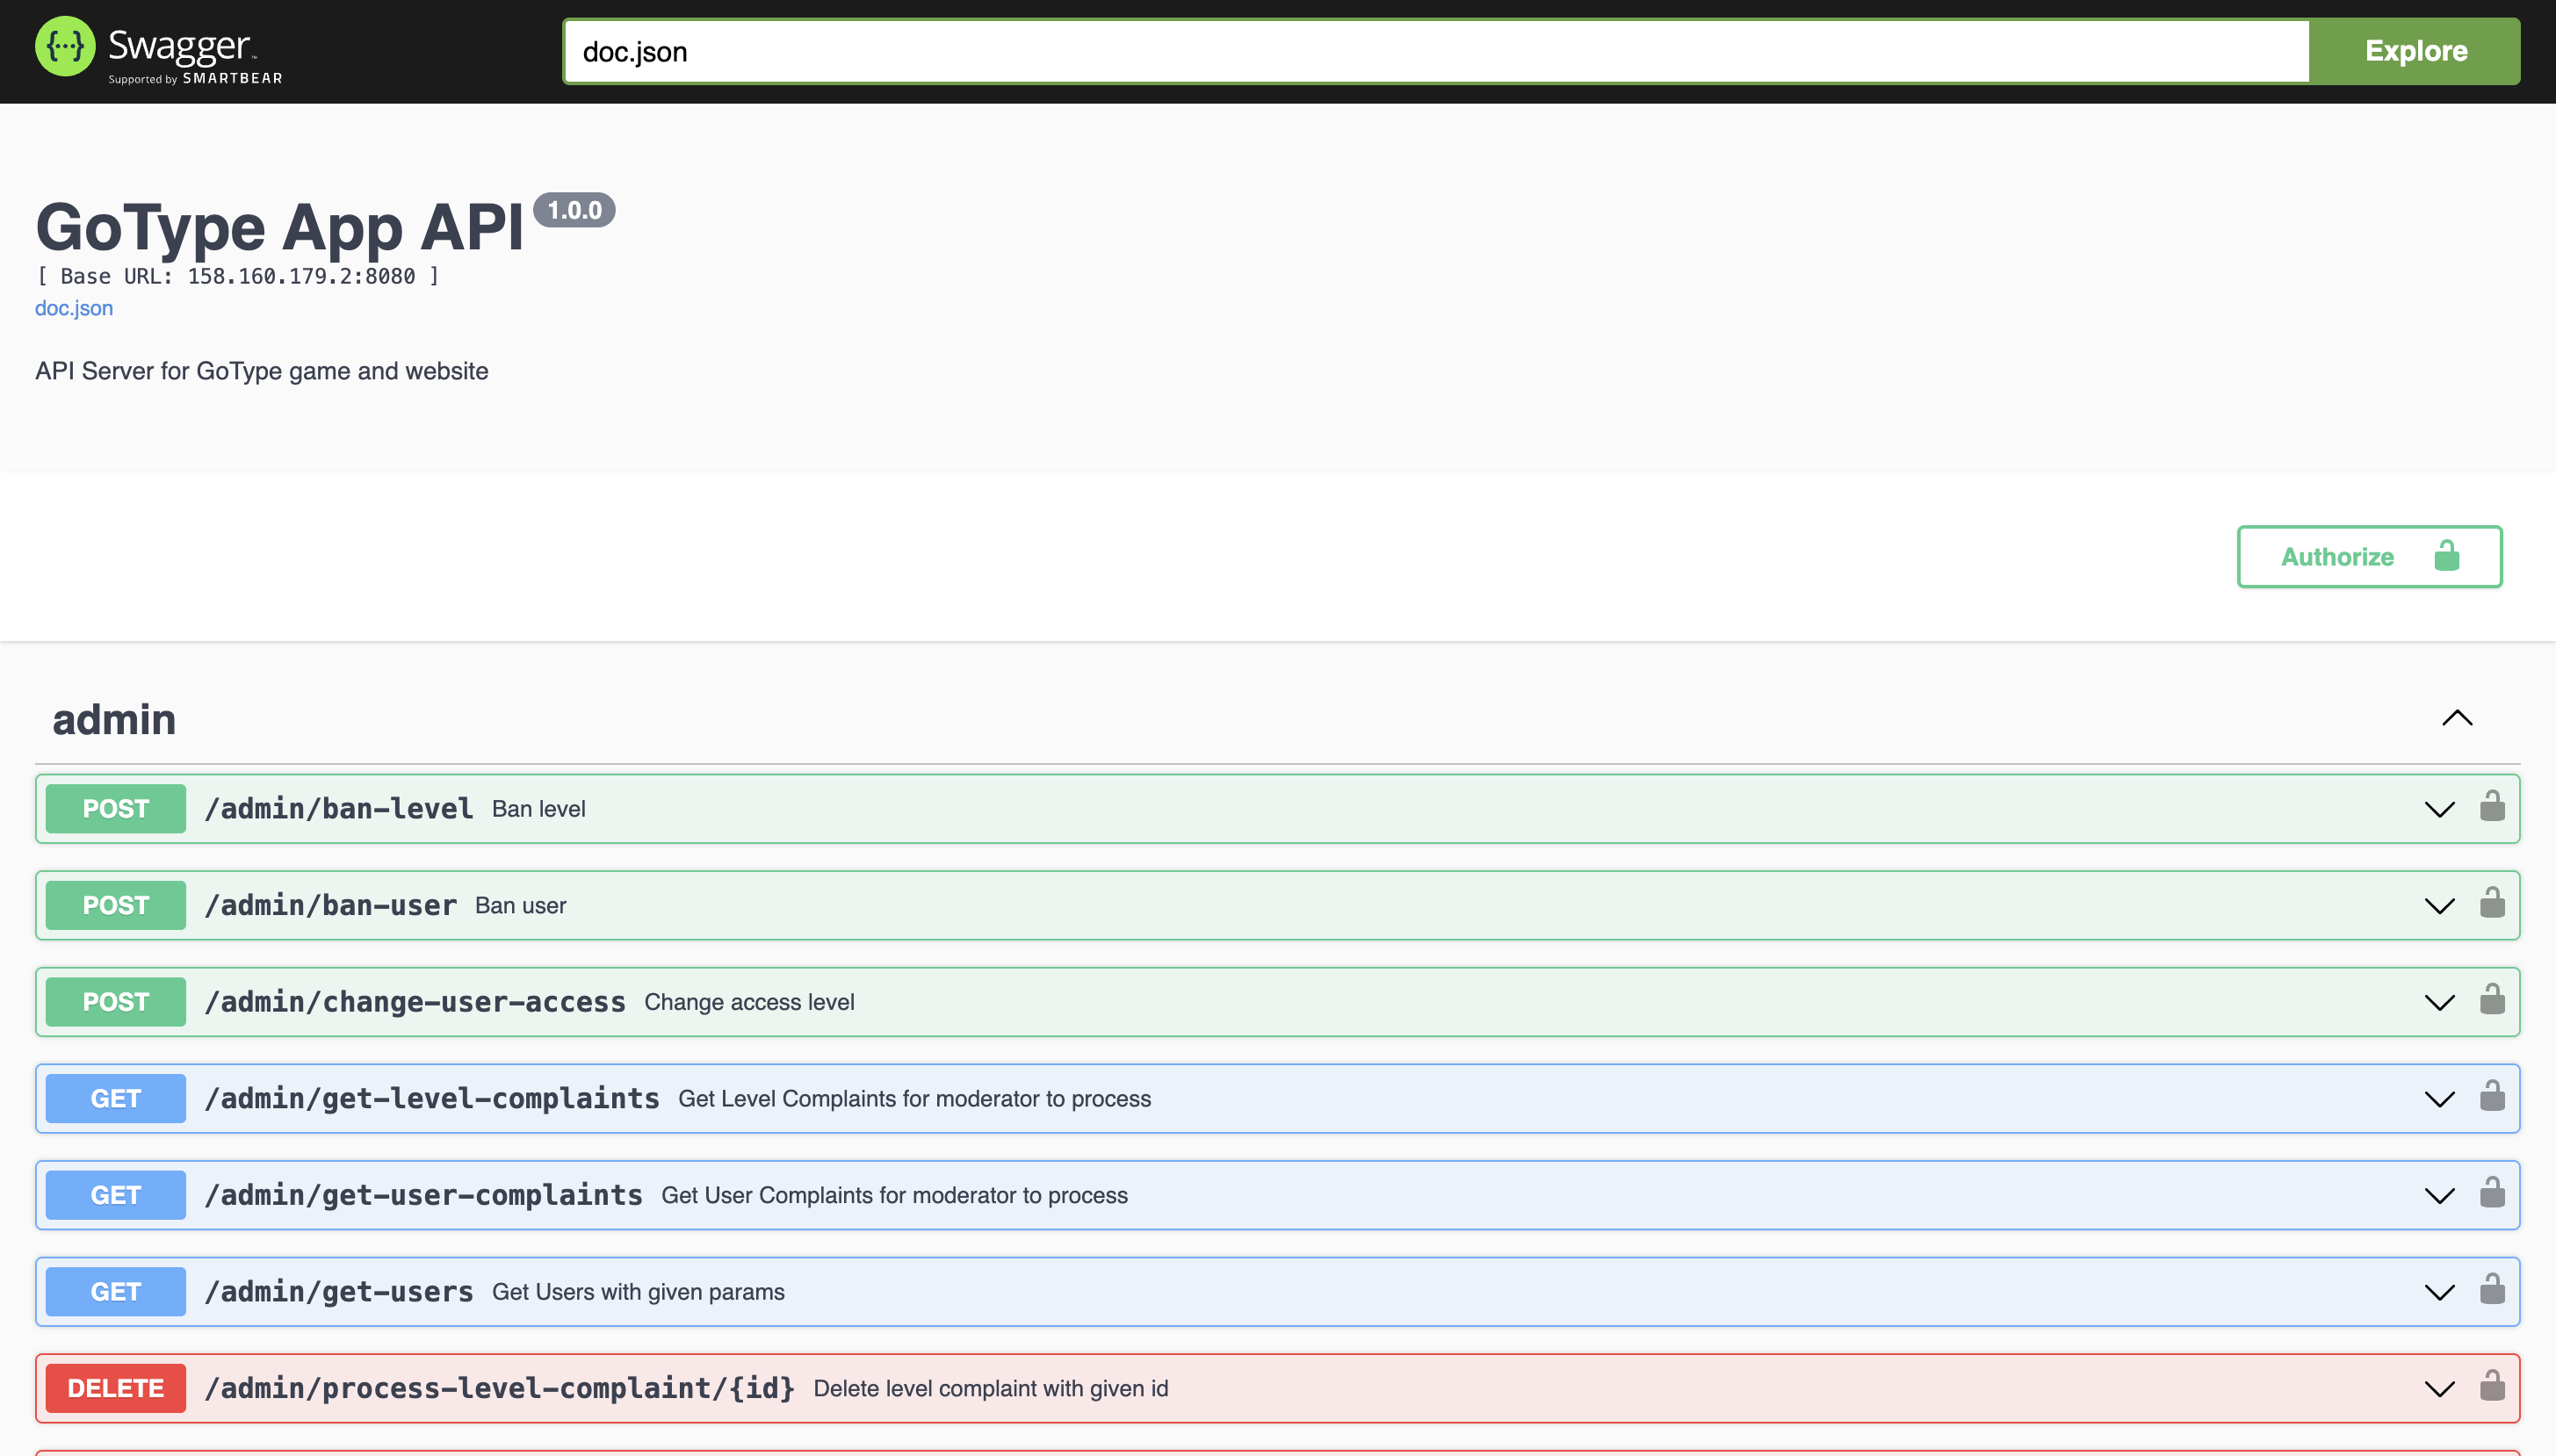 {···} Swagger™
Supported by SMARTBEAR
doc.json
Explore
GoType App API 1.0.0
[ Base URL: 158.160.179.2:8080 ]
doc.json
API Server for GoType game and website
Authorize
admin
POST /admin/ban-level Ban level
POST /admin/ban-user Ban user
POST /admin/change-user-access Change access level
GET /admin/get-level-complaints Get Level Complaints for moderator to process
GET /admin/get-user-complaints Get User Complaints for moderator to process
GET /admin/get-users Get Users with given params
DELETE /admin/process-level-complaint/{id} Delete level complaint with given id